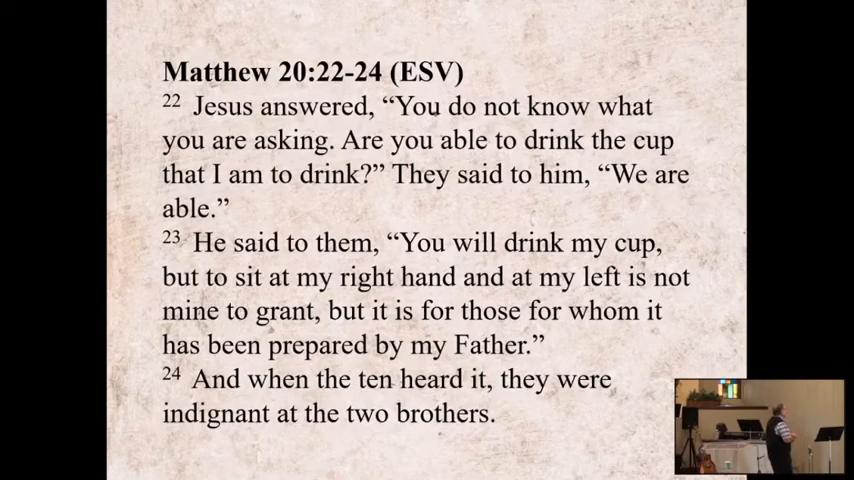 Matthew 20:22-24 (ESV)
22 Jesus answered, “You do not know what
you are asking. Are you able to drink the cup
that I am to drink?” They said to him, “We are
able.”
23 He said to them, “You will drink my cup,
but to sit at my right hand and at my left is not
mine to grant, but it is for those for whom it
has been prepared by my Father.”
24 And when the ten heard it, they were
indignant at the two brothers.